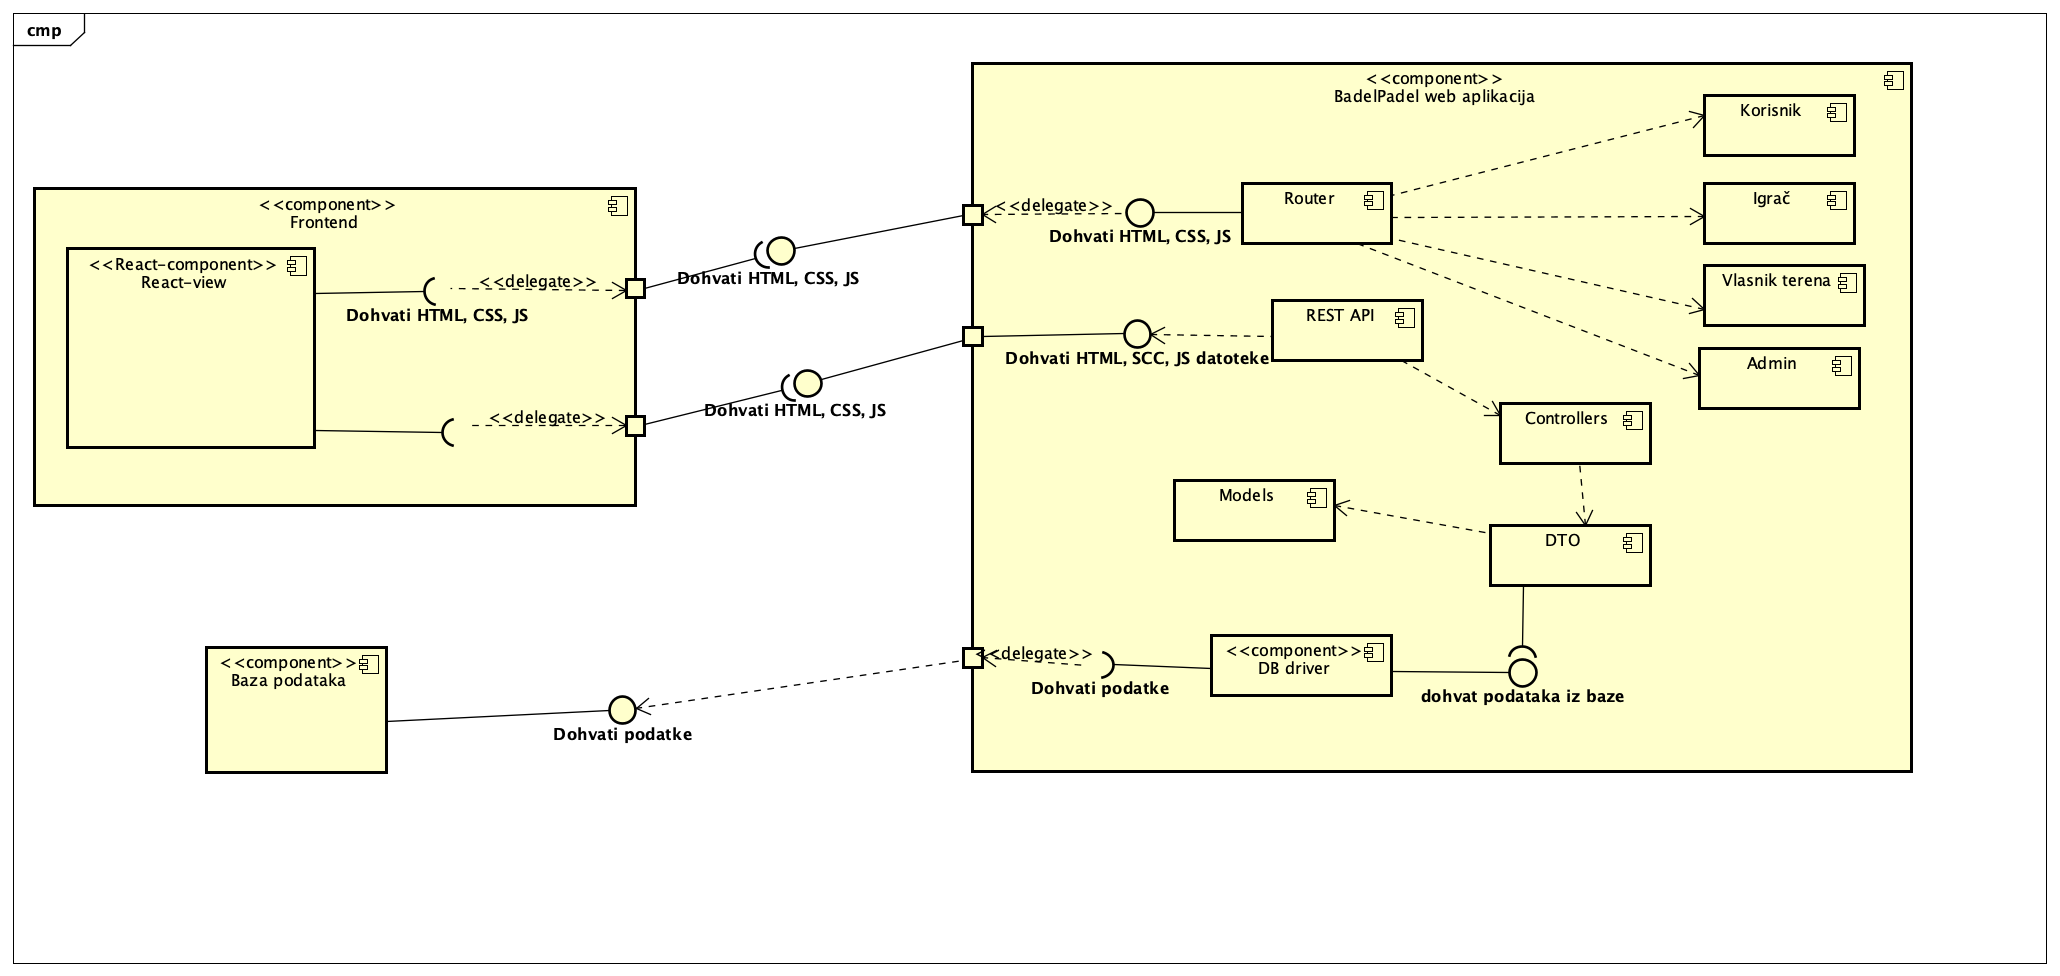 cmp
<<component>>
BadelPadel web aplikacija
Korisnik
Router
Igrač
Vlasnik terena
Admin
<<delegate>>
Dohvati HTML, CSS, JS
<<component>>
Frontend
<<React-component>>
React-view
<<delegate>>
Dohvati HTML, CSS, JS
Dohvati HTML, CSS, JS
REST API
Dohvati HTML, SCC, JS datoteke
<<delegate>>
Dohvati HTML, CSS, JS
Controllers
Models
DTO
<<component>>
Baza podataka
Dohvati podatke
<<delegate>>
Dohvati podatke
<<component>>
DB driver
dohvat podataka iz baze